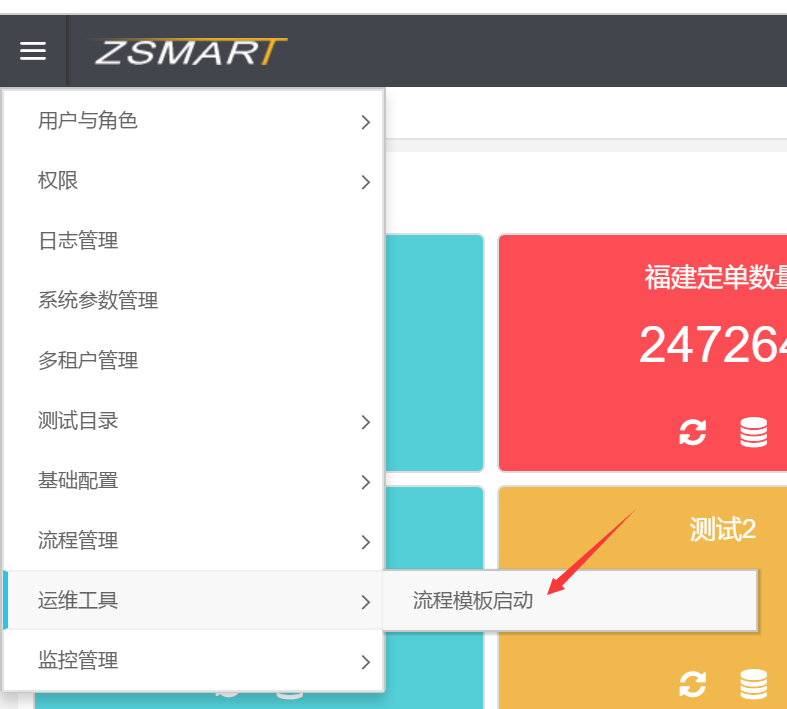 ZSMART
用户与角色
权限
日志管理
系统参数管理
多租户管理
测试目录
基础配置
流程管理
运维工具
监控管理
流程模板启动
福建定单数量
247264
测试2